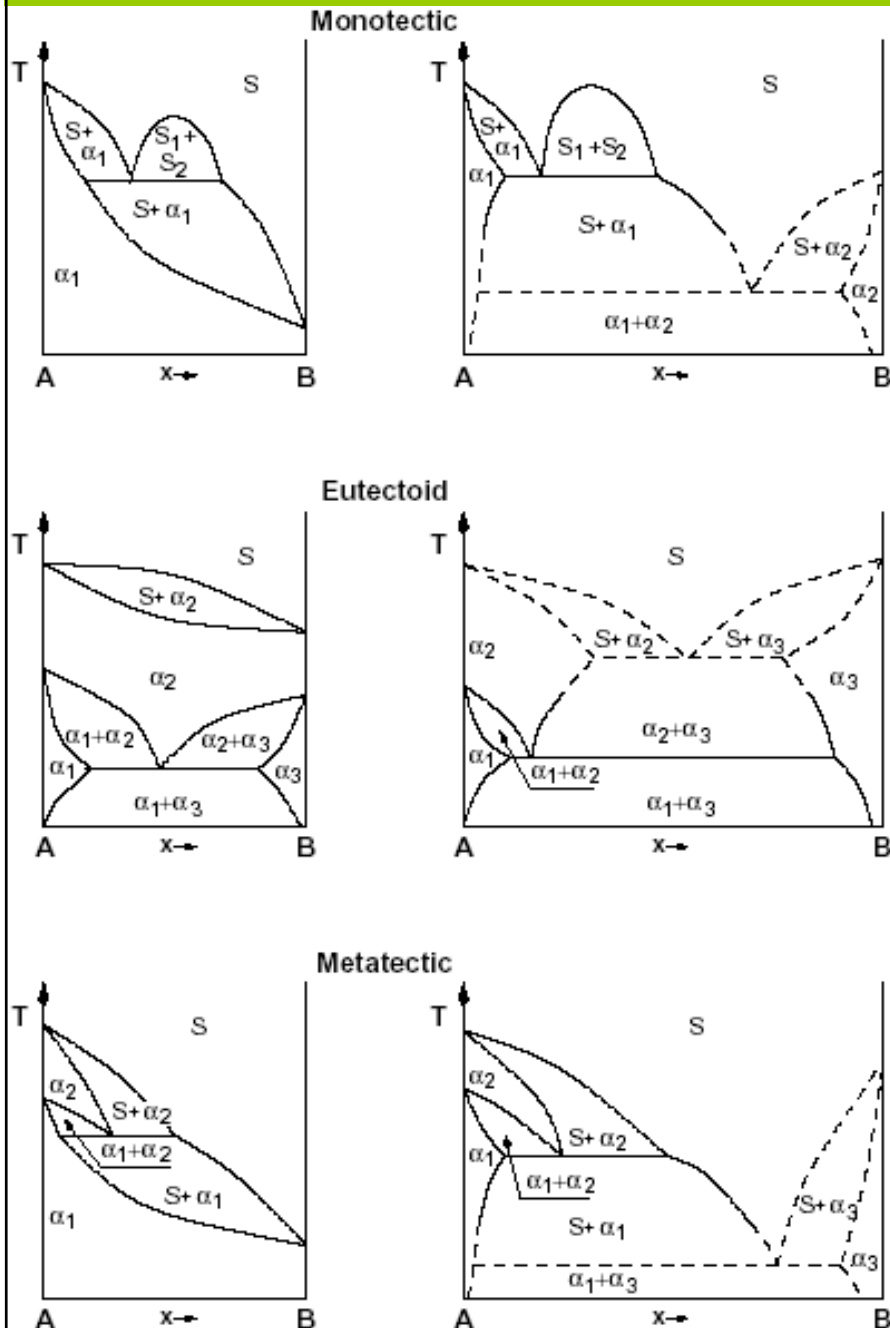 Monotectic
T
S
S+
α1
S1+
S2
S+ α1
α1
A
x→
B
T
S
S+
α1
S1+S2
α1
S+ α1
S+ α2
α2
α1+α2
A
x→
B
Eutectoid
T
S
S+ α2
α2
α1+α2
α2+α3
α1
α3
α1+α3
A
x→
B
T
S
S+ α2
S+ α3
α2
α3
α2+α3
α1
α1+α2
α1+α3
A
x→
B
Metatectic
T
S
α2
S+ α2
α1+α2
S+ α1
α1
A
x→
B
T
S
α2
S+ α2
α1
α1+α2
S+ α3
S+α1
α3
α1+α3
A
x→
B